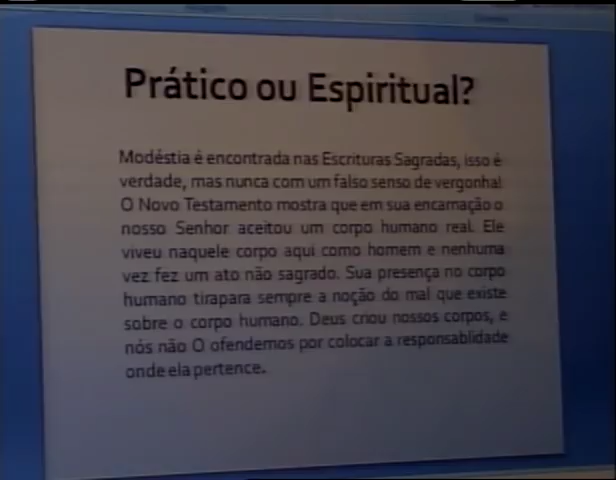 Prático ou Espiritual?
Modéstia é encontrada nas Escrituras Sagradas, isso é
verdade, mas nunca com um falso senso de vergonha!
O Novo Testamento mostra que em sua encarnação o
nosso Senhor aceitou um corpo humano real. Ele
viveu naquele corpo aqui como homem e nenhuma
vez fez um ato não sagrado. Sua presença no corpo
humano tirapara sempre a noção do mal que existe
sobre o corpo humano. Deus criou nossos corpos, e
nós não O ofendemos por colocar a responsablidade
onde ela pertence.